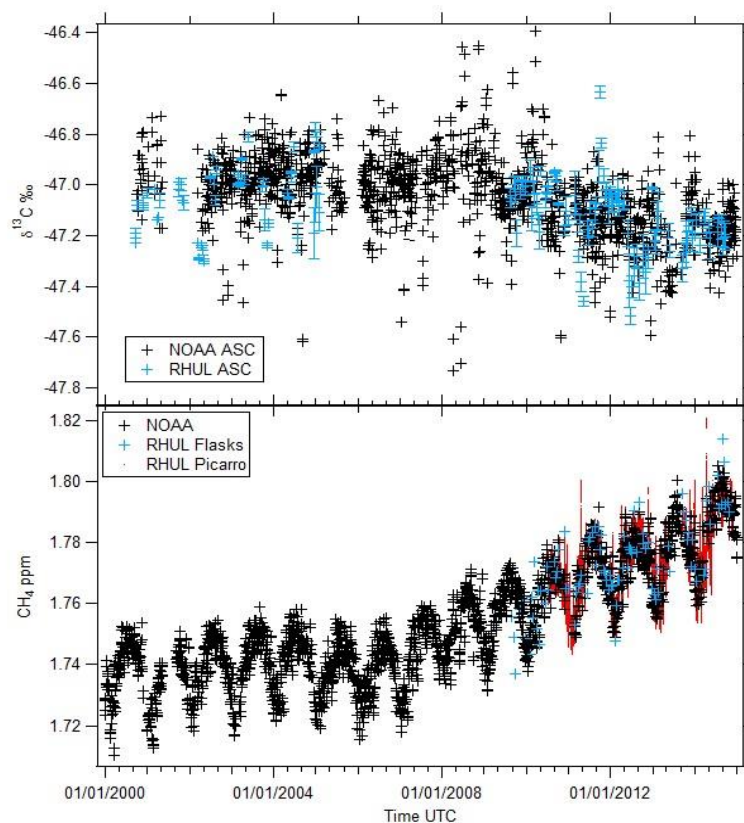 -46.4
-46.6
-46.8
-47.0
-47.2
-47.4
-47.6
-47.8
δ 13C ‰
NOAA ASC
RHUL ASC
1.82
1.80
1.78
1.76
1.74
1.72
CH4 ppm
NOAA
RHUL Flasks
RHUL Picarro
01/01/2000
01/01/2004
01/01/2008
01/01/2012
Time UTC